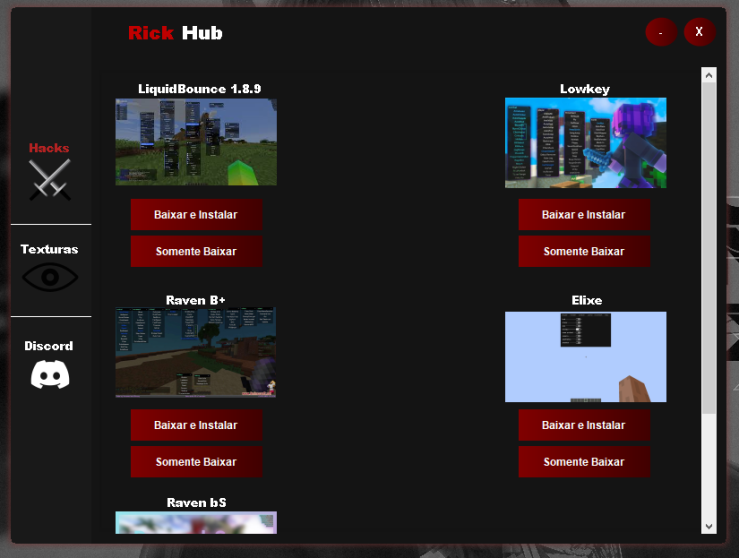 Rick Hub
-
X
Hacks
Texturas
Discord
LiquidBounce 1.8.9
Lowkey
Baixar e Instalar
Baixar e Instalar
Somente Baixar
Somente Baixar
Raven B+
Elixe
Baixar e Instalar
Baixar e Instalar
Somente Baixar
Somente Baixar
Raven bS